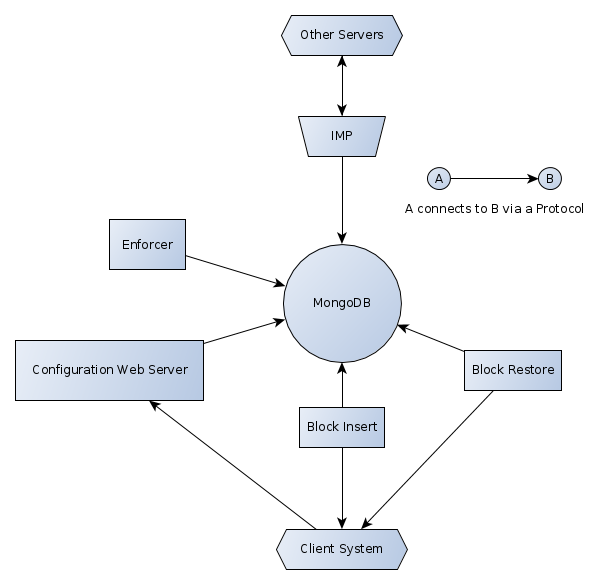 Other Servers
IMP
A
B
A connects to B via a Protocol
Enforcer
MongoDB
Configuration Web Server
Block Restore
Block Insert
Client System